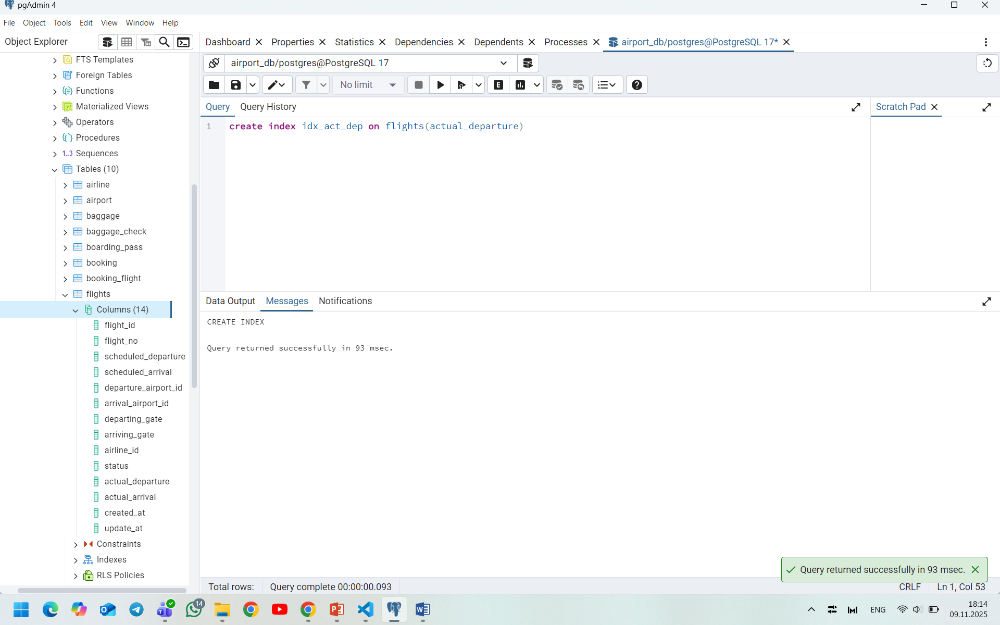 pgAdmin 4
File Object Tools Edit View Window Help
Object Explorer
Dashboard Properties Statistics Dependencies Dependents Processes airport_db/postgres@PostgreSQL 17*
airport_db/postgres@PostgreSQL 17
No limit
E
Query Query History
Scratch Pad
1 create index idx_act_dep on flights(actual_departure)
FTS Templates
Foreign Tables
Functions
Materialized Views
Operators
Procedures
1..3 Sequences
Tables (10)
airline
airport
baggage
baggage_check
boarding_pass
booking
booking_flight
flights
Columns (14)
flight_id
flight_no
scheduled_departure
scheduled_arrival
departure_airport_id
arrival_airport_id
departing_gate
arriving_gate
airline_id
status
actual_departure
actual_arrival
created_at
update_at
Constraints
Indexes
RLS Policies
Data Output Messages Notifications
CREATE INDEX
Query returned successfully in 93 msec.
Query returned successfully in 93 msec.
Total rows: Query complete 00:00:00.093
CRLF Ln 1, Col 53
14
ENG
18:14
09.11.2025